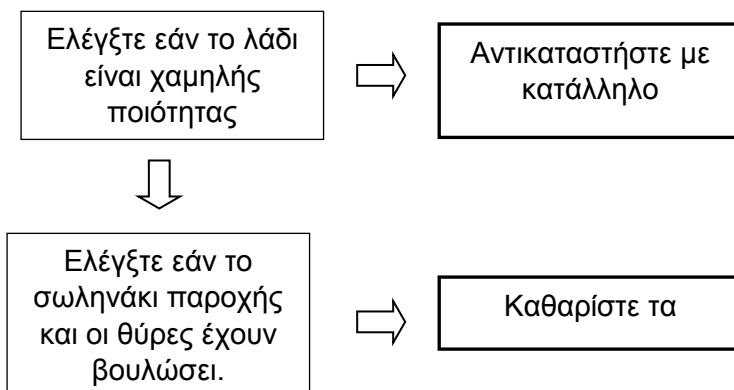 Ελέγξτε εάν το λάδι
είναι χαμηλής
ποιότητας
Αντικαταστήστε με
κατάλληλο
Ελέγξτε εάν το
σωληνάκι παροχής
και οι θύρες έχουν
βουλώσει.
Καθαρίστε τα